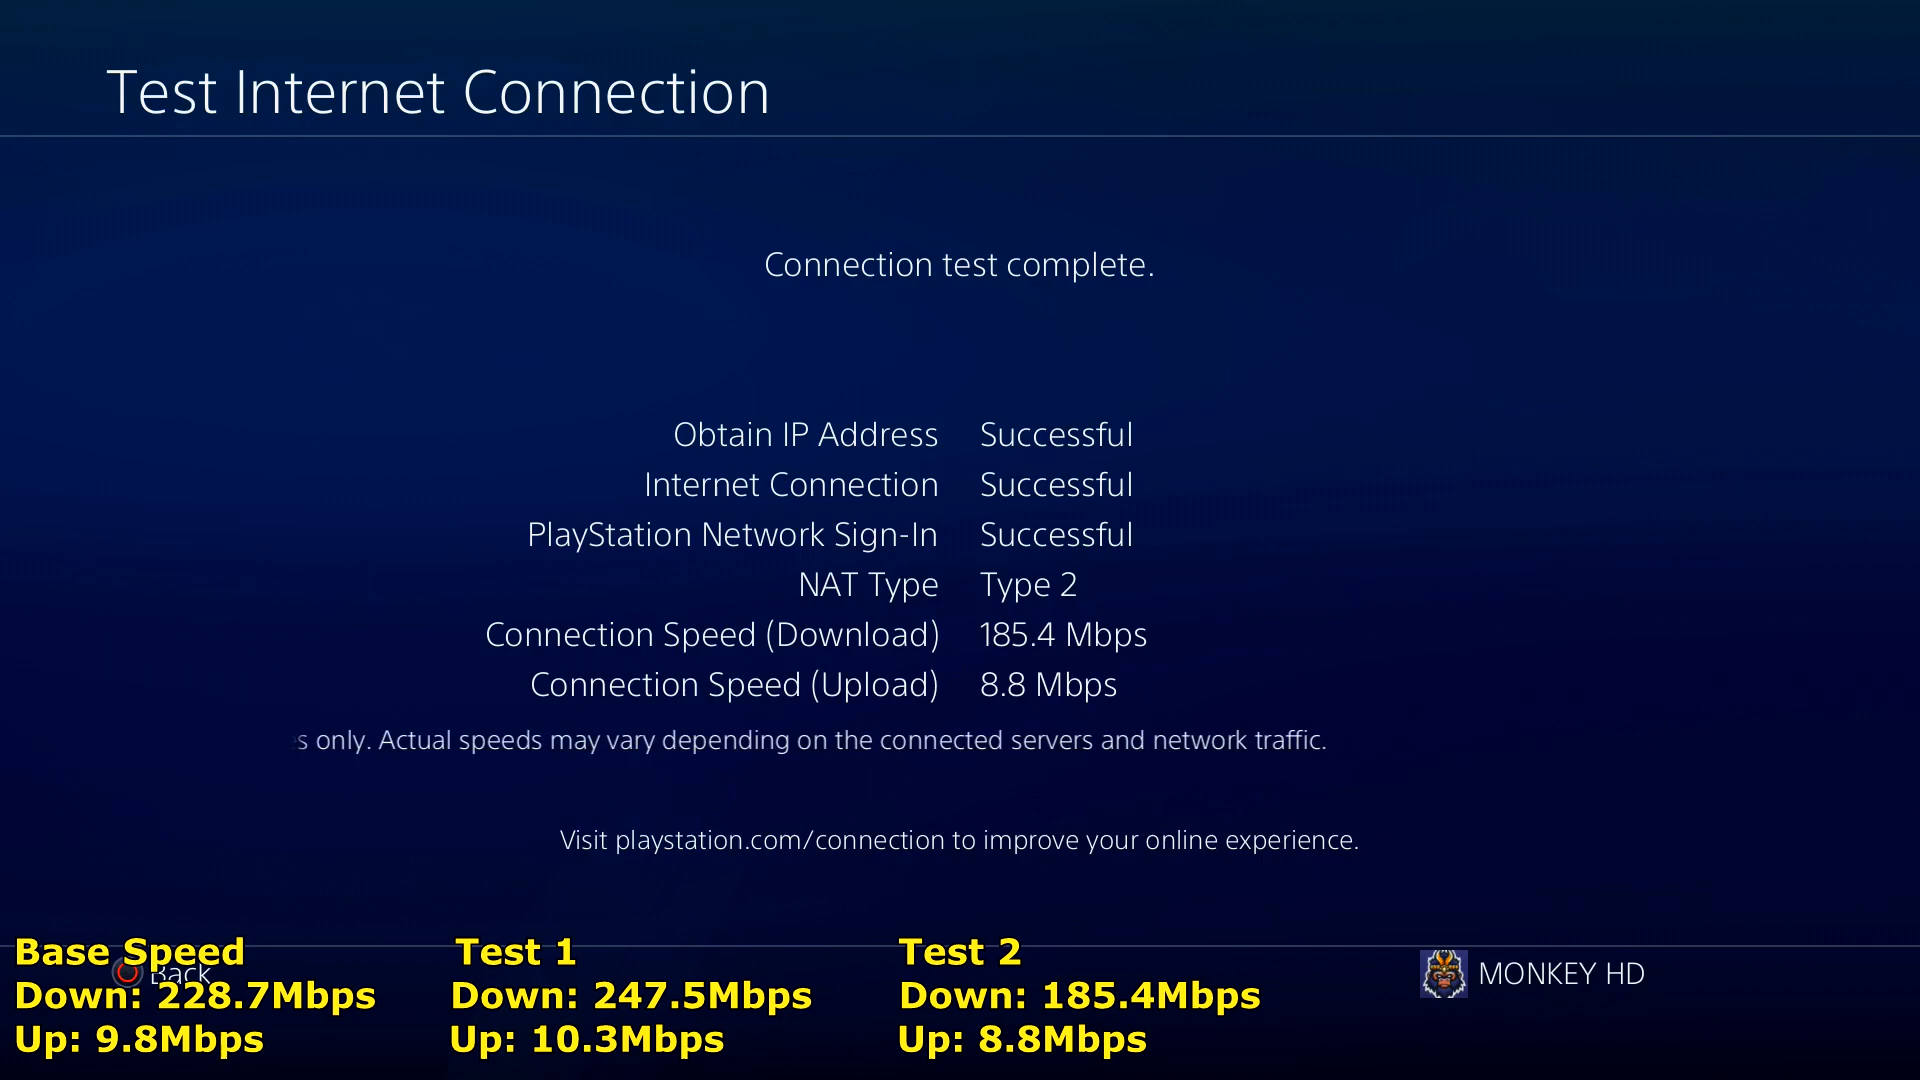 Test Internet Connection
Connection test complete.
Obtain IP Address Successful
Internet Connection Successful
PlayStation Network Sign-In Successful
NAT Type Type 2
Connection Speed (Download) 185.4 Mbps
Connection Speed (Upload) 8.8 Mbps
s only. Actual speeds may vary depending on the connected servers and network traffic.
Visit playstation.com/connection to improve your online experience.
Base Speed Test 1 Test 2
Back MONKEY HD
Down: 228.7Mbps Down: 247.5Mbps Down: 185.4Mbps
Up: 9.8Mbps Up: 10.3Mbps Up: 8.8Mbps